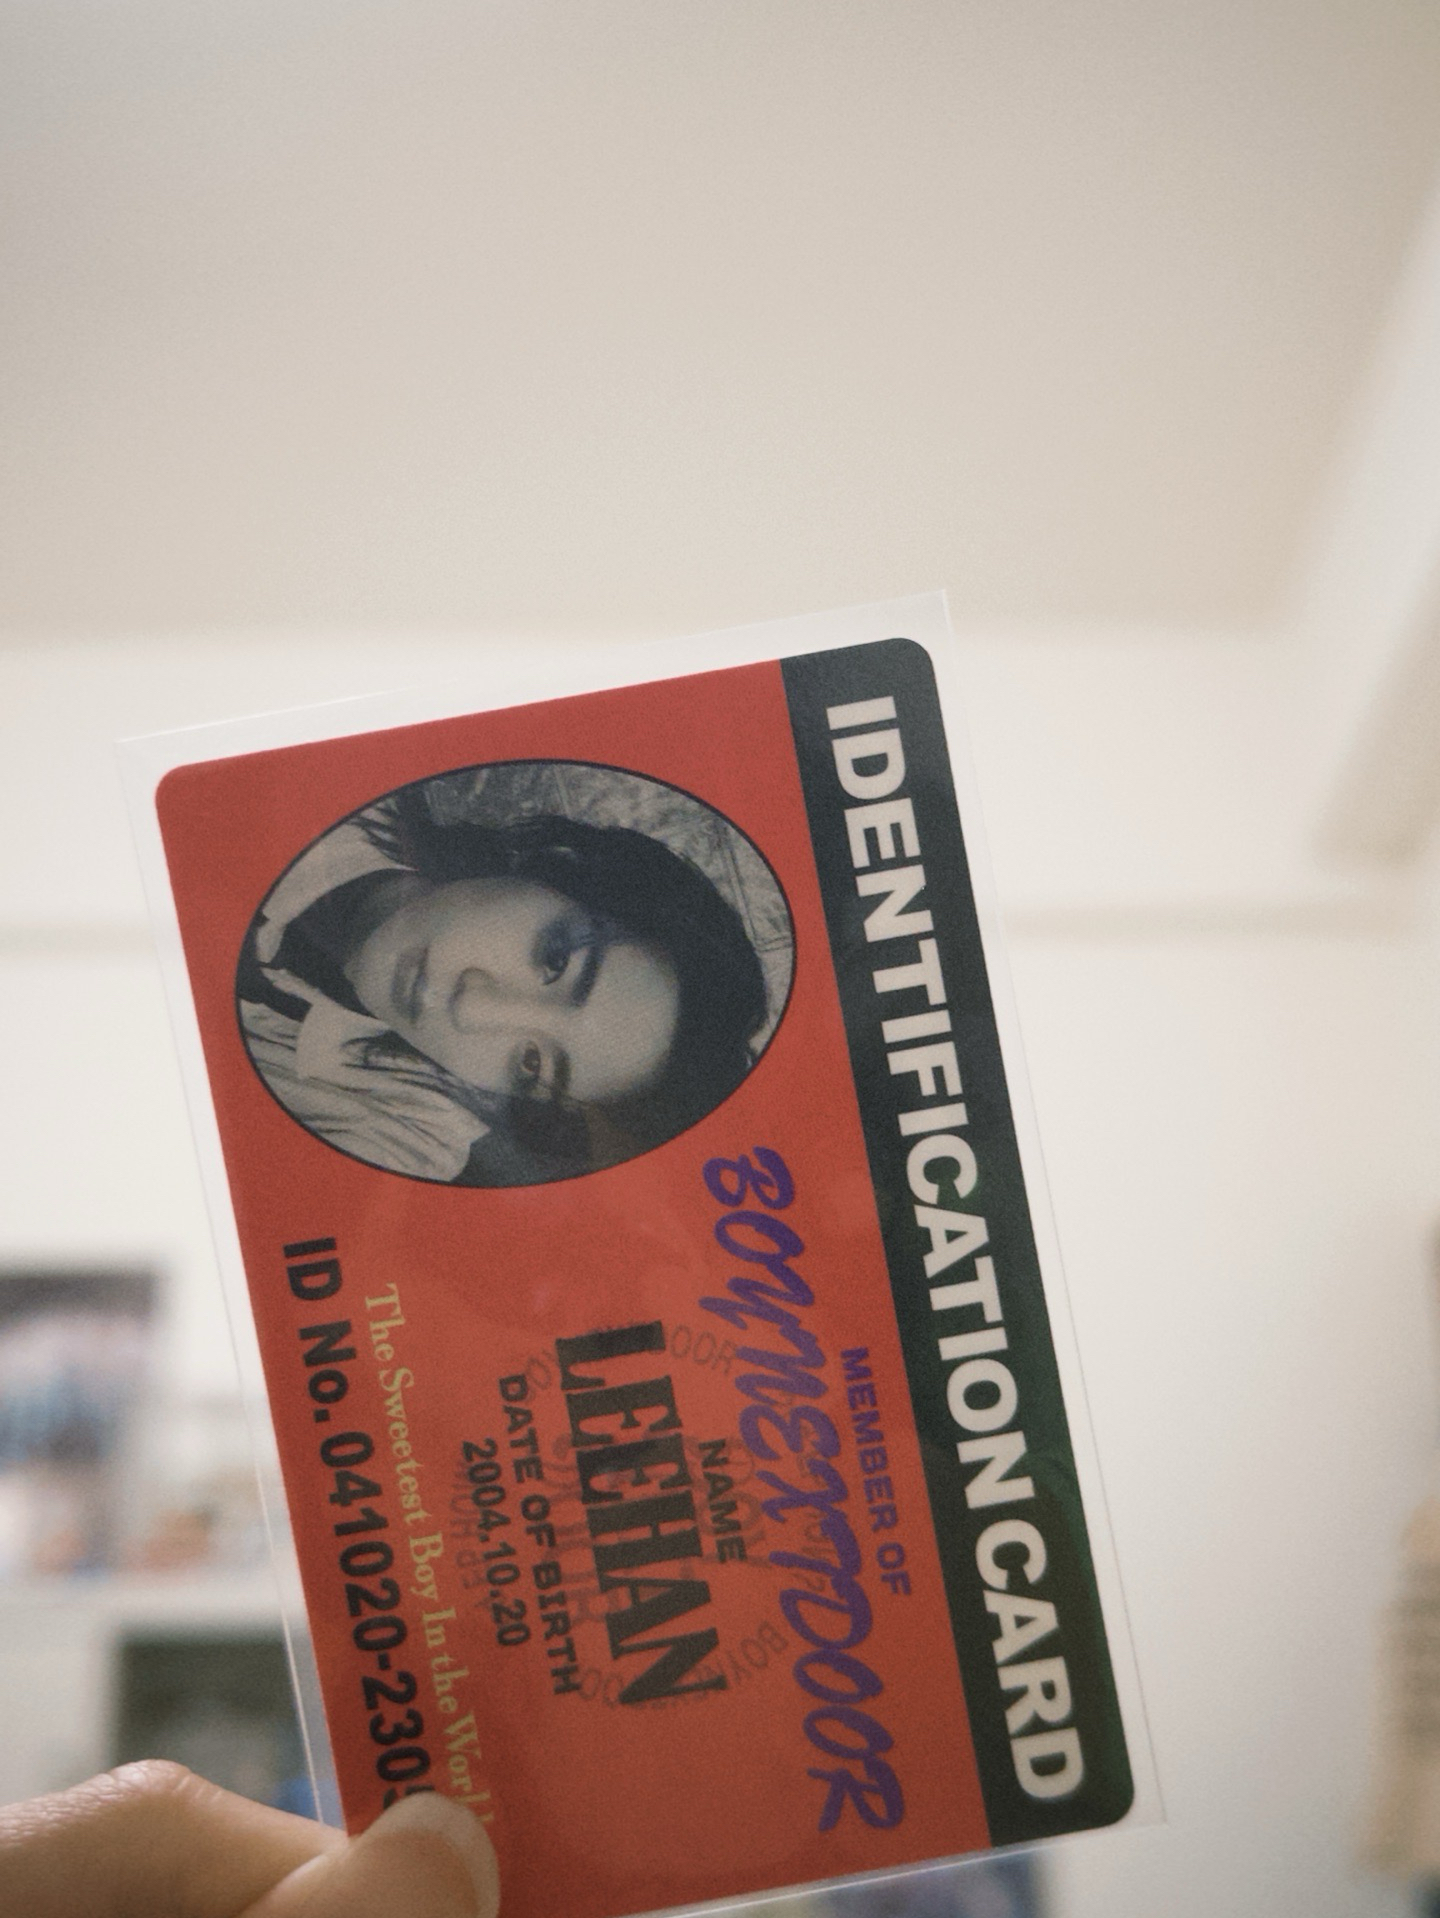 IDENTIFICATION CARD
MEMBER OF
BOYNEXTDOOR
NAME
LEEHAN
DATE OF BIRTH
2004.10.20
The Sweetest Boy In the World
ID No. 041020-230